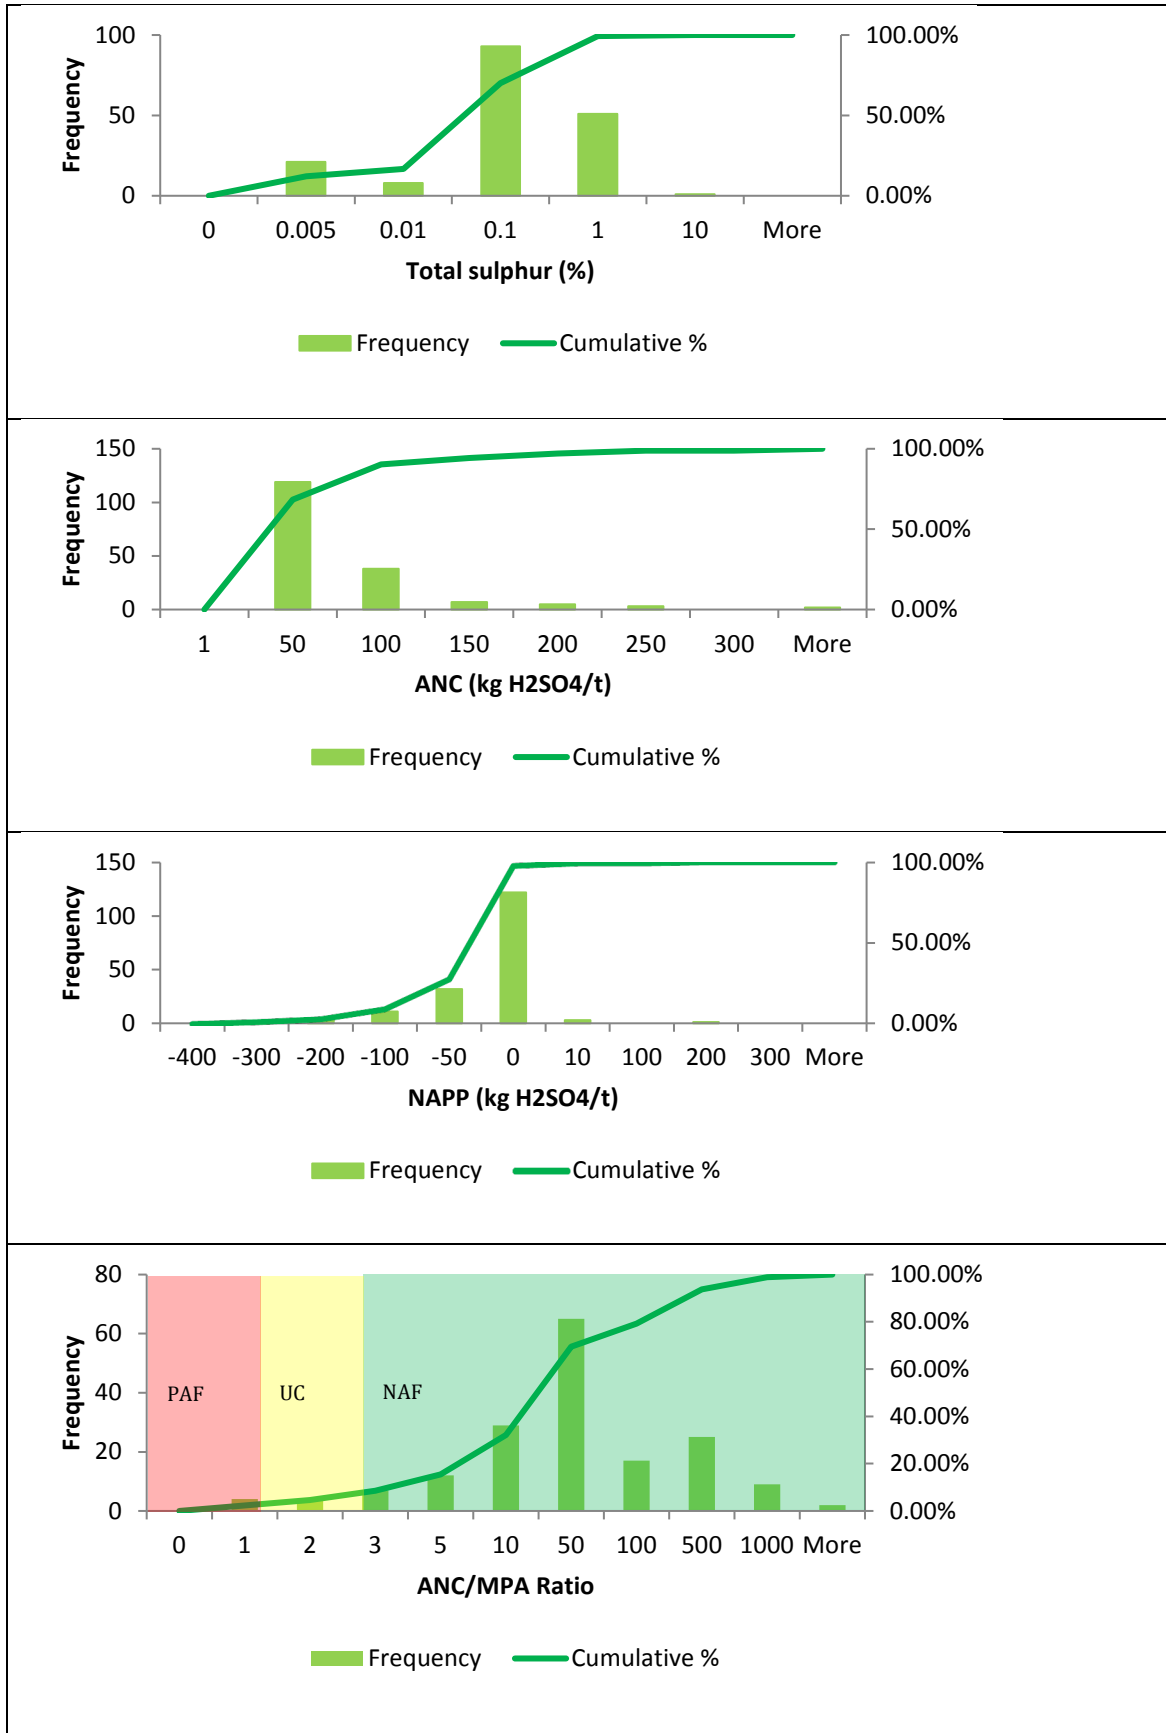 100 100.00%
50 50.00%
0 0.00%
Frequency
0 0.005 0.01 0.1 1 10 More
Total sulphur (%)
Frequency Cumulative %
150 100.00%
100
50 50.00%
0 0.00%
Frequency
1 50 100 150 200 250 300 More
ANC (kg H2SO4/t)
Frequency Cumulative %
150 100.00%
100
50 50.00%
0 0.00%
Frequency
-400 -300 -200 -100 -50 0 10 100 200 300 More
NAPP (kg H2SO4/t)
Frequency Cumulative %
80 100.00%
80.00%
60
60.00%
40
40.00%
20 20.00%
0 0.00%
Frequency
PAF UC NAF
0 1 2 3 5 10 50 100 500 1000 More
ANC/MPA Ratio
Frequency Cumulative %